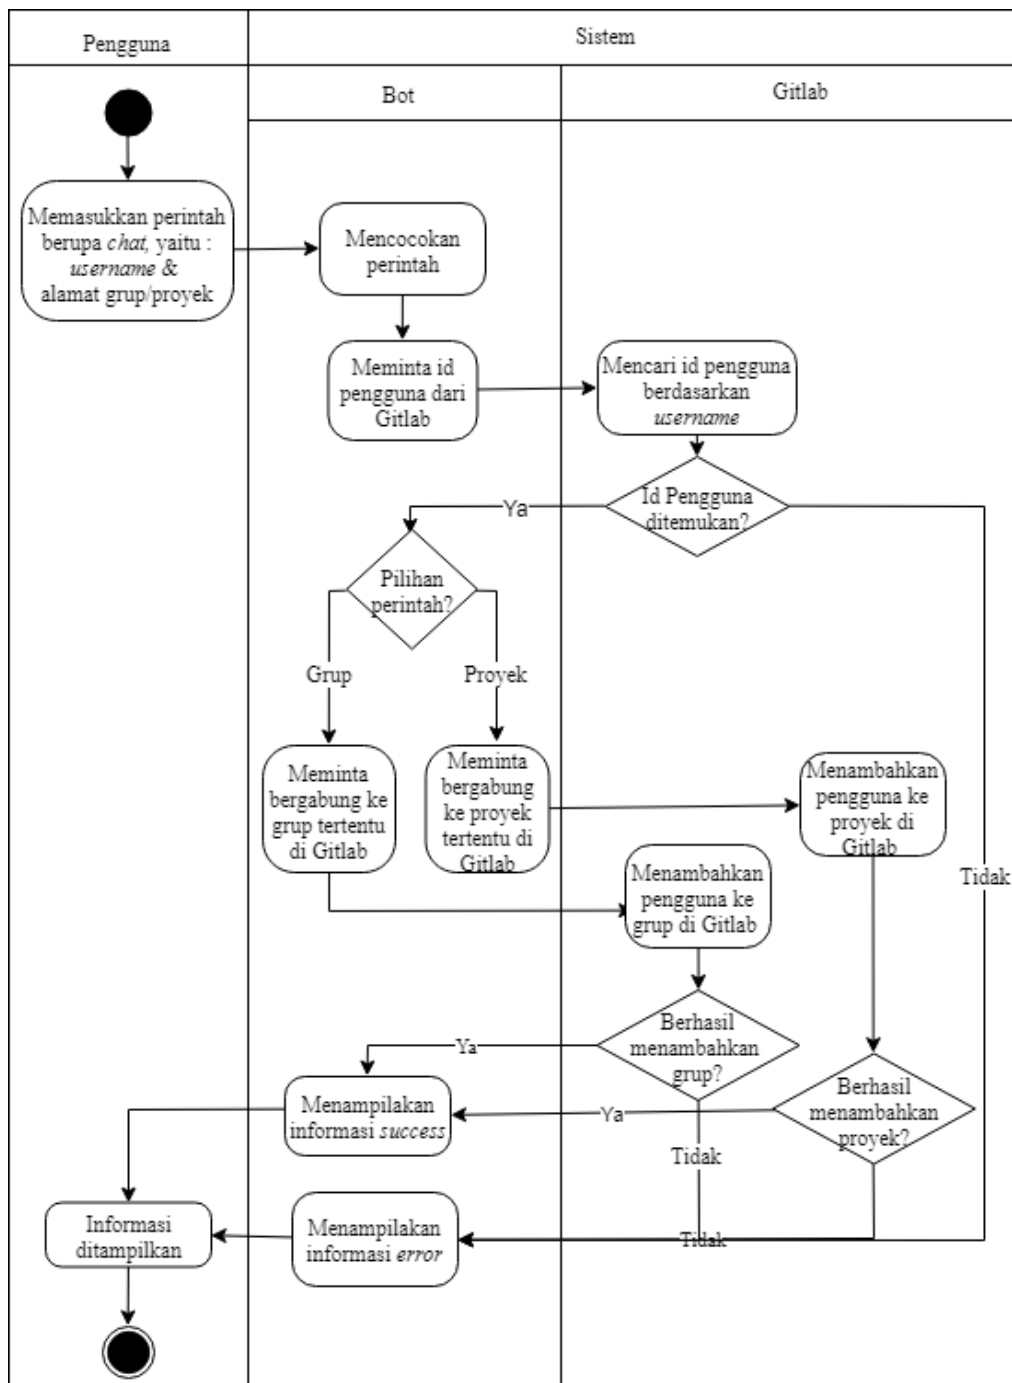 Pengguna
Sistem
Bot
Gitlab
Memasukkan perintah
berupa chat, yaitu :
username &
alamat grup/proyek
Mencocokan
perintah
Meminta id
pengguna dari
Gitlab
Mencari id pengguna
berdasarkan
username
Id Pengguna
ditemukan?
Ya
Pilihan
perintah?
Grup
Proyek
Meminta
bergabung ke
grup tertentu
di Gitlab
Meminta
bergabung
ke proyek
tertentu di
Gitlab
Menambahkan
pengguna ke
proyek di
Gitlab
Tidak
Menambahkan
pengguna ke
grup di Gitlab
Berhasil
menambahkan
grup?
Ya
Berhasil
menambahkan
proyek?
Ya
Menampilakan
informasi success
Tidak
Tidak
Menampilakan
informasi error
Informasi
ditampilkan